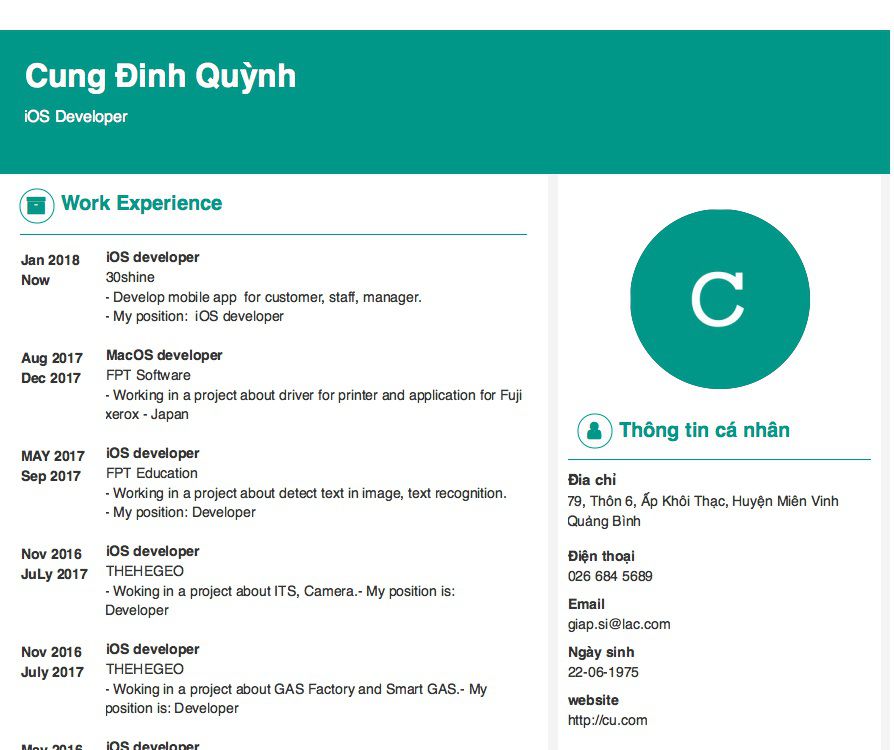 Cung Đinh Quỳnh
iOS Developer
Work Experience
Jan 2018
Now
iOS developer
30shine
- Develop mobile app for customer, staff, manager.
- My position: iOS developer
Aug 2017
Dec 2017
MacOS developer
FPT Software
- Working in a project about driver for printer and application for Fuji
xerox - Japan
MAY 2017
Sep 2017
iOS developer
FPT Education
- Working in a project about detect text in image, text recognition.
- My position: Developer
Nov 2016
JuLy 2017
iOS developer
THEHEGEO
- Woking in a project about ITS, Camera.- My position is:
Developer
Nov 2016
July 2017
iOS developer
THEHEGEO
- Woking in a project about GAS Factory and Smart GAS.- My
position is: Developer
May 2016
iOS developer
C
Thông tin cá nhân
Đia chỉ
79, Thôn 6, Ấp Khôi Thạc, Huyện Miên Vinh
Quảng Bình
Điện thoại
026 684 5689
Email
giap.si@lac.com
Ngày sinh
22-06-1975
website
http://cu.com